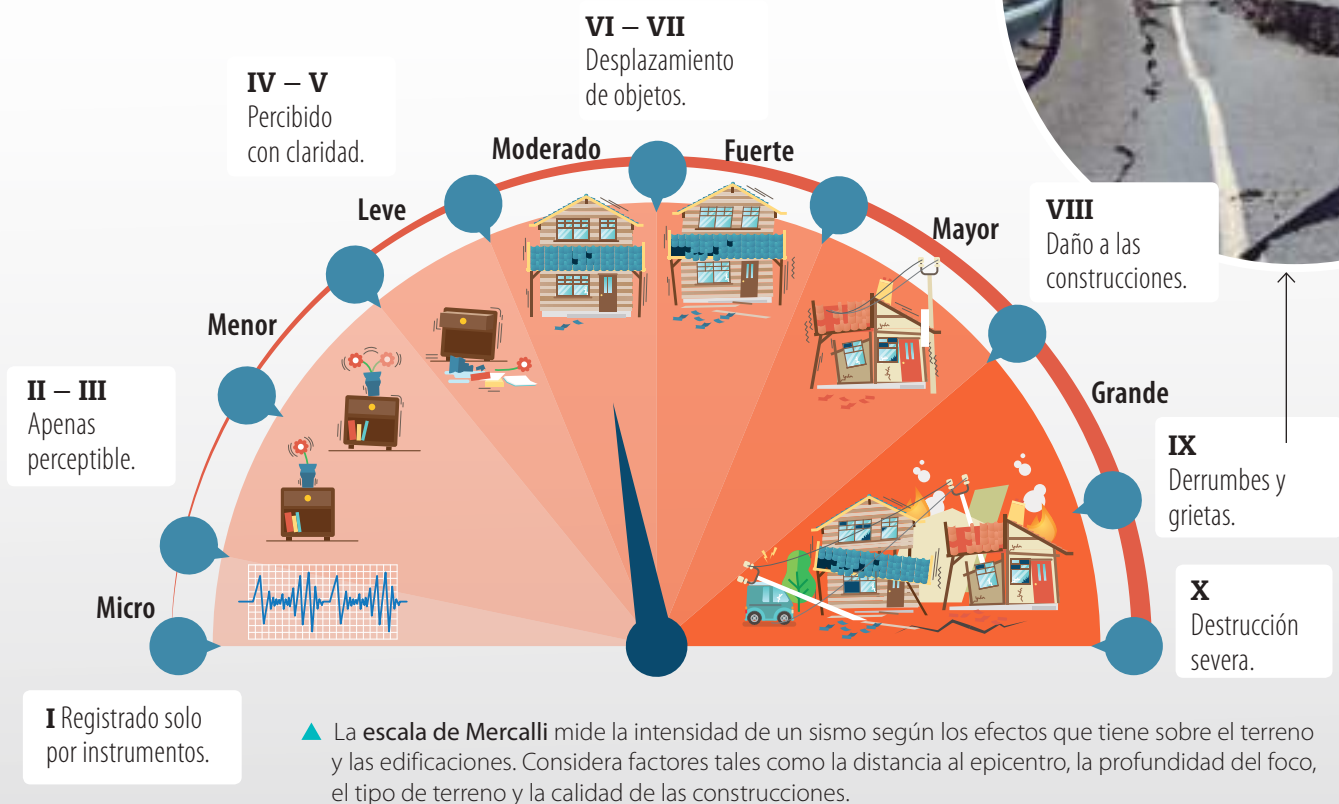 VI – VII
Desplazamiento
de objetos.
IV – V
Percibido
con claridad.
Moderado
Fuerte
Leve
VIII
Daño a las
construcciones.
Mayor
Menor
II – III
Apenas
perceptible.
Grande
IX
Derrumbes y
grietas.
Micro
X
Destrucción
severa.
I Registrado solo
por instrumentos.
La escala de Mercalli mide la intensidad de un sismo según los efectos que tiene sobre el terreno
y las edificaciones. Considera factores tales como la distancia al epicentro, la profundidad del foco,
el tipo de terreno y la calidad de las construcciones.